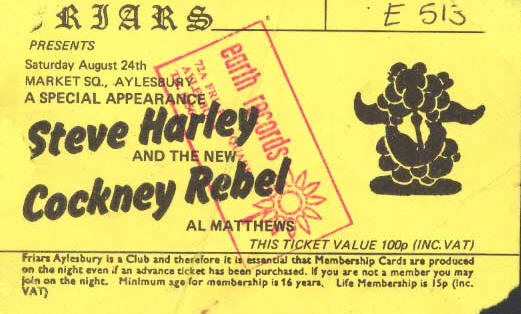 FRIARS
E 513
PRESENTS
Saturday August 24th
MARKET SQ., AYLESBURY
A SPECIAL APPEARANCE
Steve Harley
AND THE NEW
Cockney Rebel
AL MATTHEWS
THIS TICKET VALUE 100p (INC. VAT)
Friars Aylesbury is a Club and therefore it is essential that Membership Cards are produced
on the night even if an advance ticket has been purchased. If you are not a member you may
join on the night. Minimum age for membership is 16 years. Life Membership is 15p (Inc.
VAT)
earth records
72A FRI